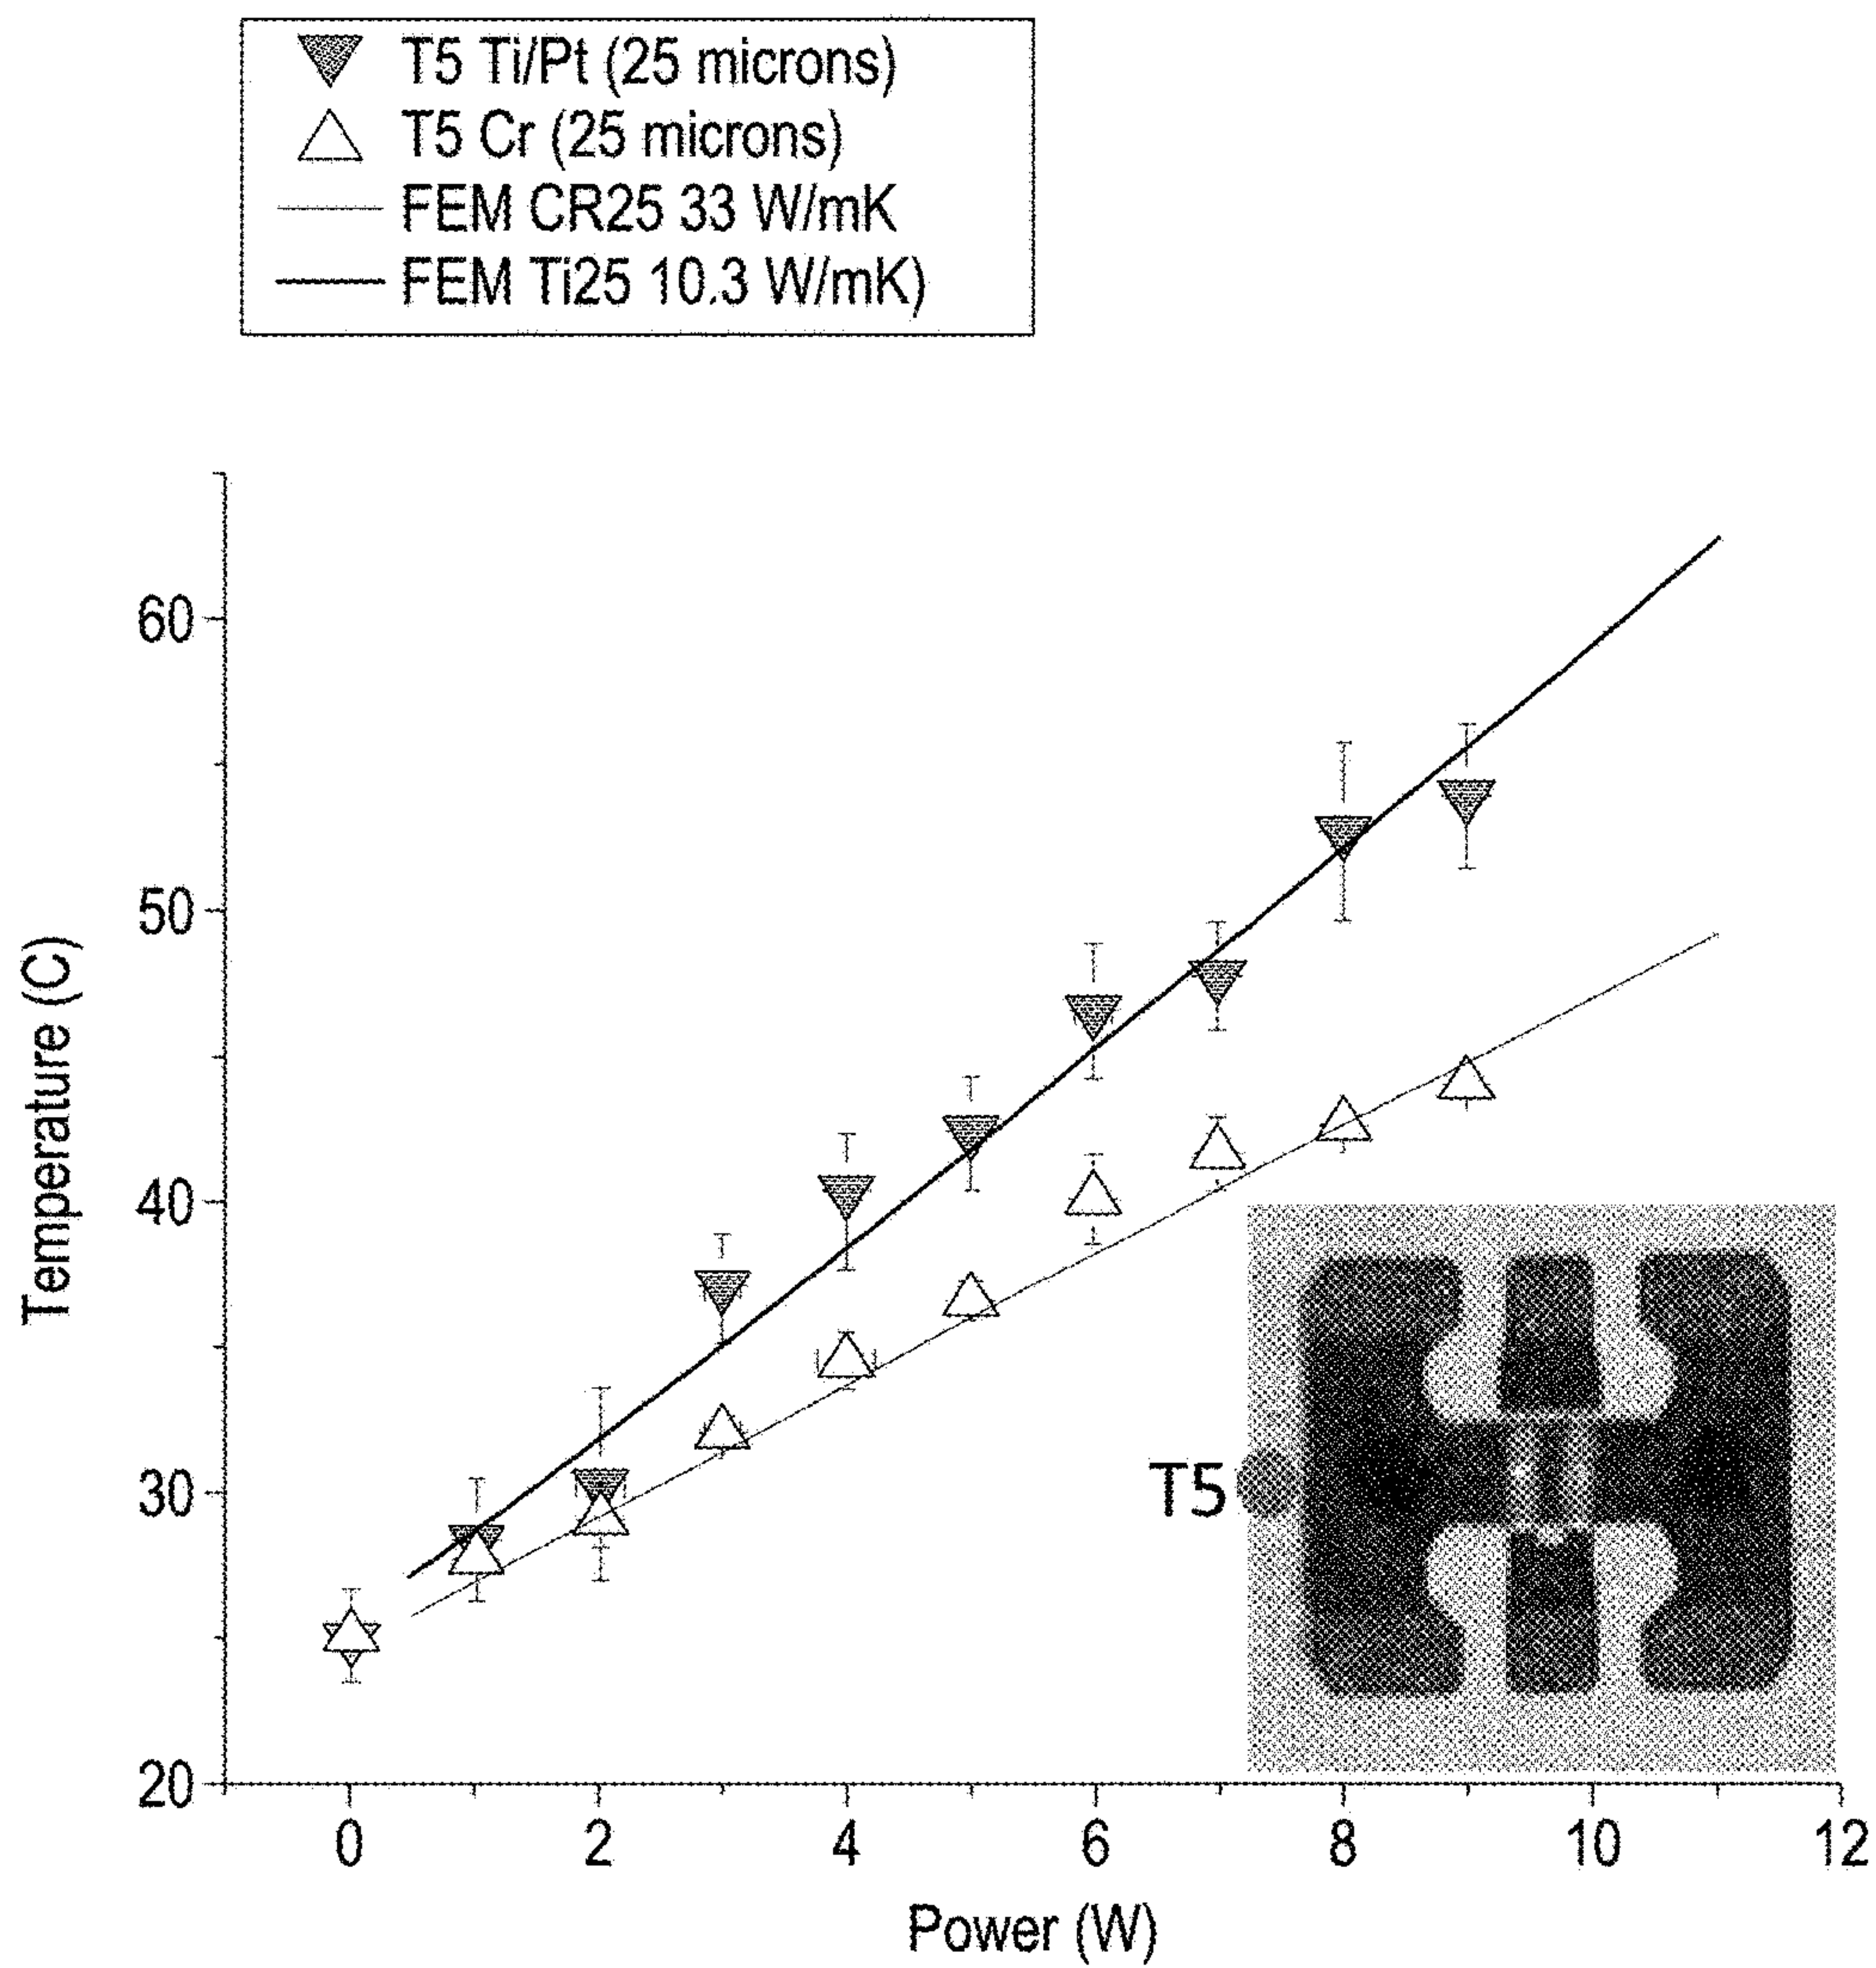 T5 Ti/Pt (25 microns)
T5 Cr (25 microns)
FEM CR25 33 W/mK
FEM Ti25 10.3 W/mK)
60
50
40
30
20
Temperature (C)
T5
0 2 4 6 8 10 12
Power (W)